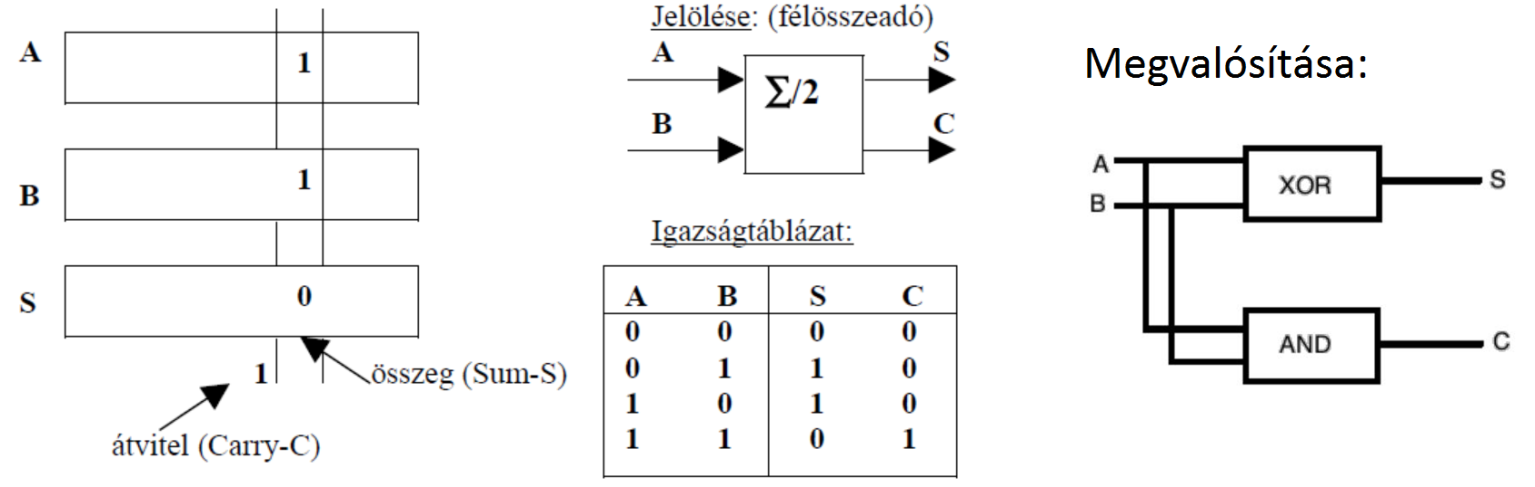 A
1
B
1
S
0
1
összeg (Sum-S)
átvitel (Carry-C)
Jelölése: (félösszeadó)
A
S
Σ/2
B
C
Igazságtáblázat:
A B S C
0 0 0 0
0 1 1 0
1 0 1 0
1 1 0 1
Megvalósítása:
A
XOR
S
B
AND
C